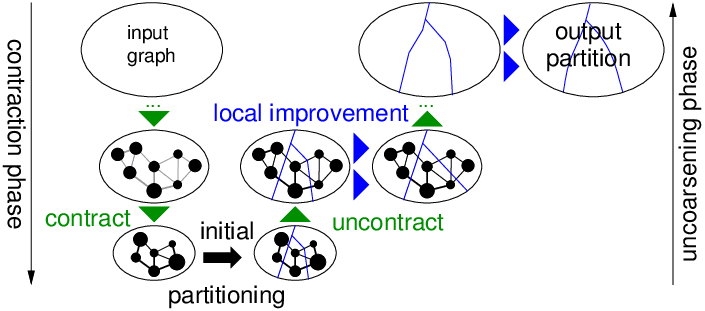 contraction phase
input
graph
...
contract
initial
partitioning
local improvement
uncontract
...
output
partition
uncoarsening phase